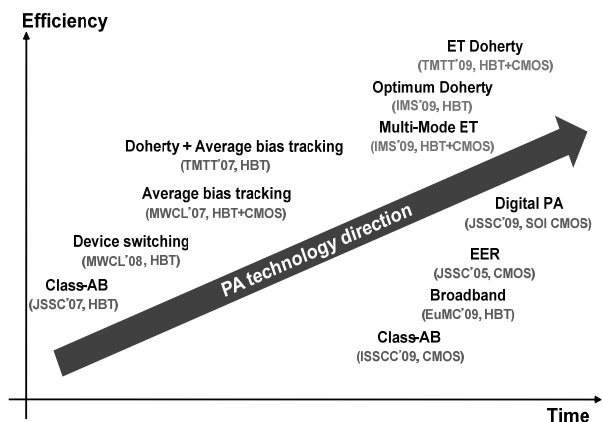 Efficiency
ET Doherty
(TMTT'09, HBT+CMOS)
Optimum Doherty
(IMS'09, HBT)
Multi-Mode ET
(IMS'09, HBT+CMOS)
Doherty + Average bias tracking
(TMTT'07, HBT)
Average bias tracking
(MWCL'07, HBT+CMOS)
Device switching
(MWCL'08, HBT)
Class-AB
(JSSC'07, HBT)
PA technology direction
Digital PA
(JSSC'09, SOI CMOS)
EER
(JSSC'05, CMOS)
Broadband
(EuMC'09, HBT)
Class-AB
(ISSCC'09, CMOS)
Time